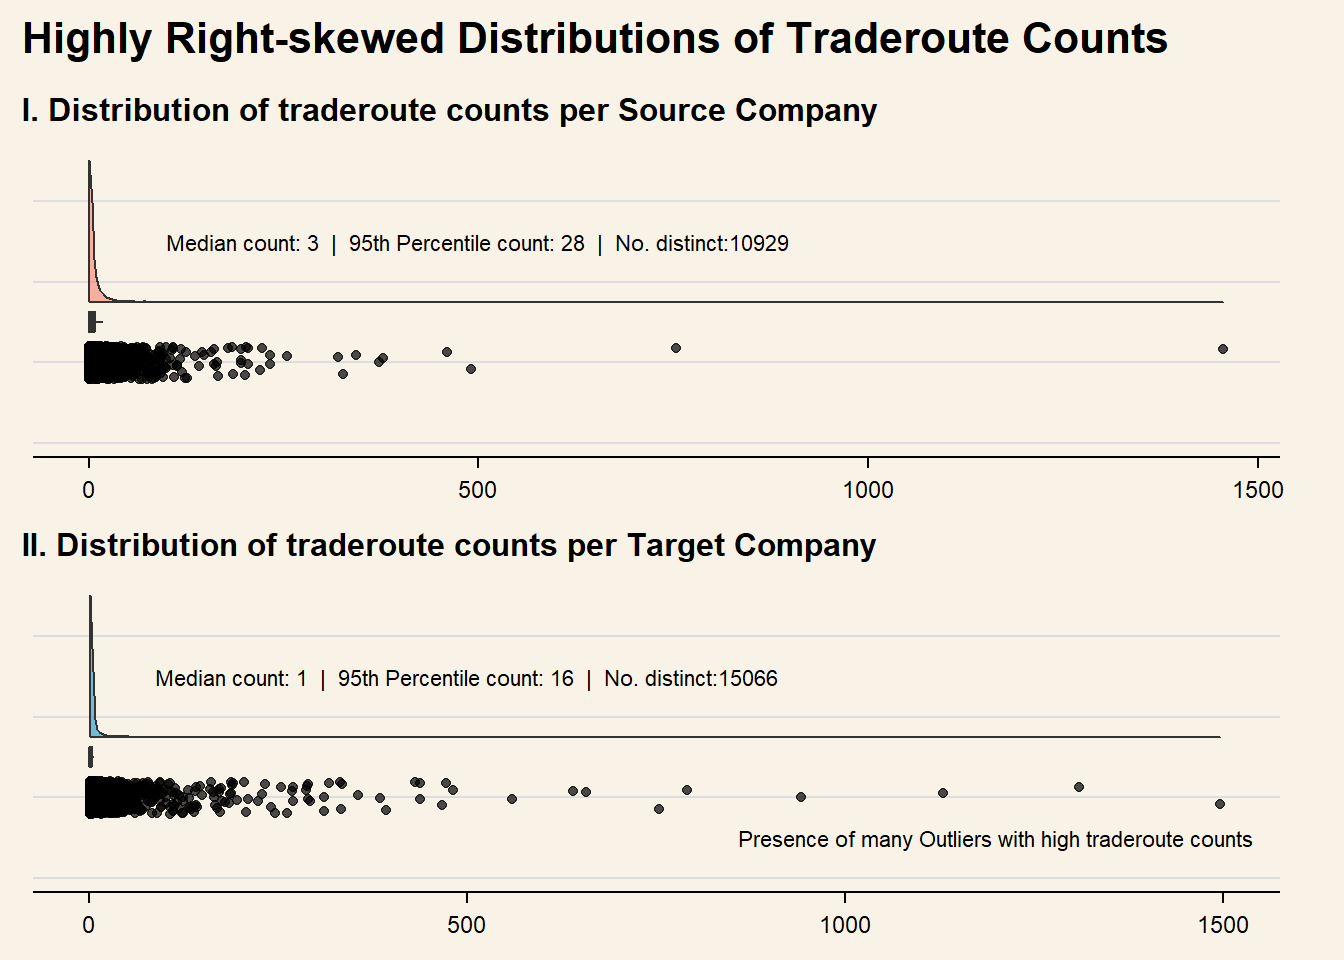 Highly Right-skewed Distributions of Traderoute Counts
I. Distribution of traderoute counts per Source Company
Median count: 3 | 95th Percentile count: 28 | No. distinct:10929
0 500 1000 1500
II. Distribution of traderoute counts per Target Company
Median count: 1 | 95th Percentile count: 16 | No. distinct:15066
Presence of many Outliers with high traderoute counts
0 500 1000 1500